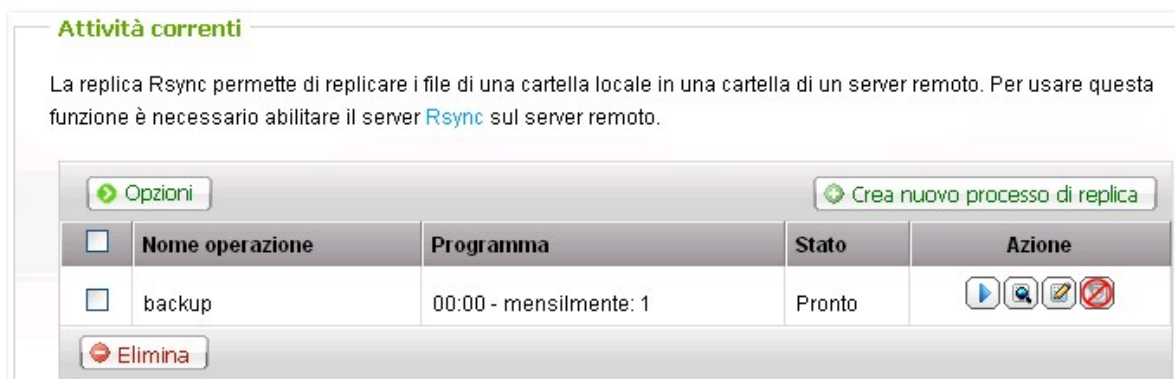 Attività correnti
La replica Rsync permette di replicare i file di una cartella locale in una cartella di un server remoto. Per usare questa
funzione è necessario abilitare il server Rsync sul server remoto.
Opzioni Crea nuovo processo di replica
Nome operazione Programma Stato Azione
backup 00:00 - mensilmente: 1 Pronto
Elimina